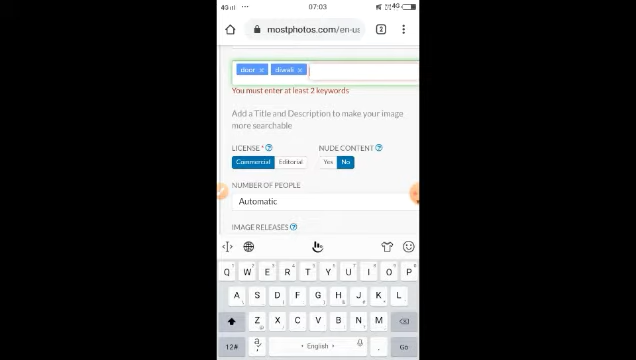 4G 07:03 4G
mostphotos.com/en-us 2
door × diwali ×
You must enter at least 2 keywords
Add a Title and Description to make your image
more searchable
LICENSE * ? NUDE CONTENT ?
Commercial Editorial Yes No
NUMBER OF PEOPLE
Automatic
IMAGE RELEASES ?
Q W E R T Y U I O P
A S D F G H J K L
Z X C V B N M
12# English . Go